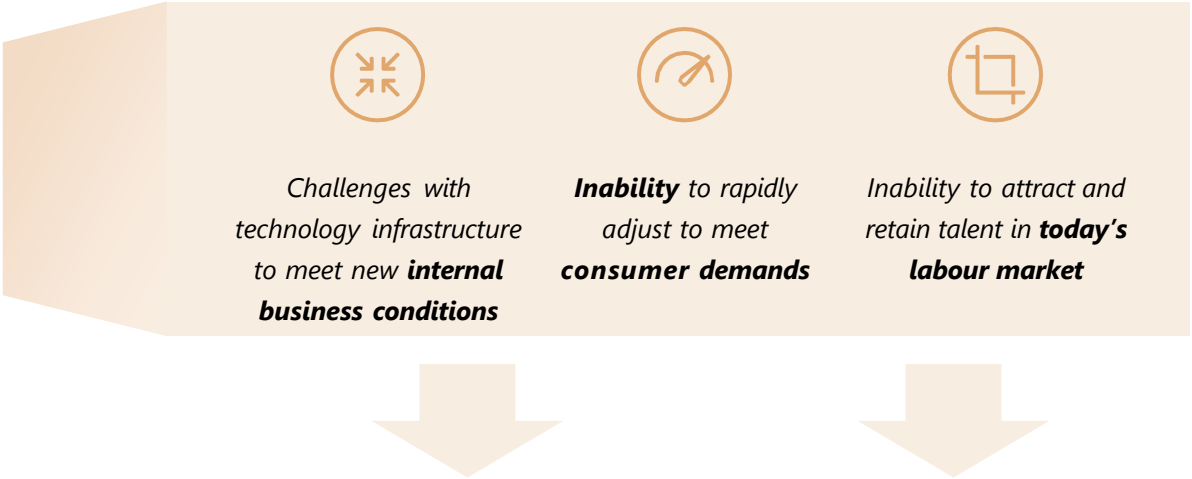 Challenges with
technology infrastructure
to meet new internal
business conditions
Inability to rapidly
adjust to meet
consumer demands
Inability to attract and
retain talent in today's
labour market